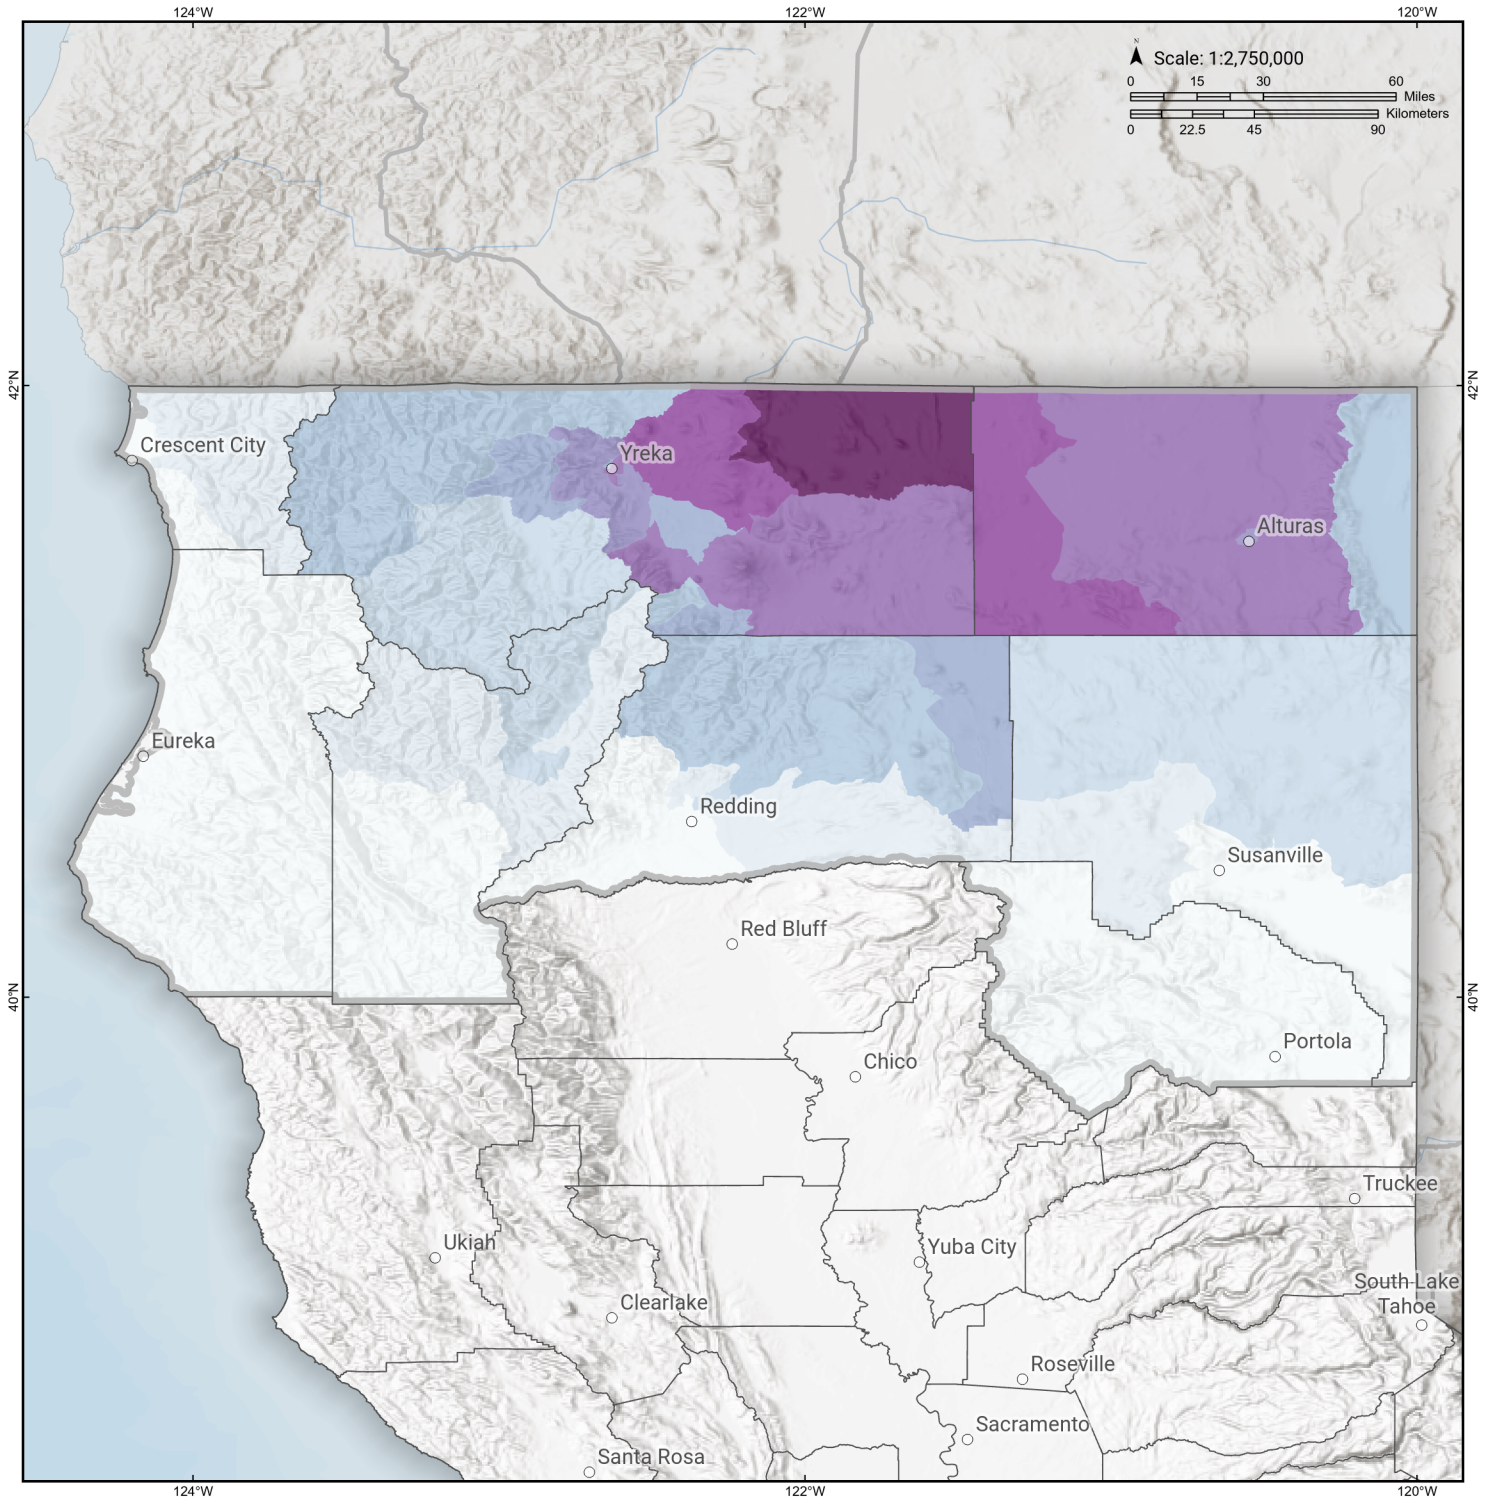 124°W
122°W
120°W
N
Scale: 1:2,750,000
0
15
30
60
Miles
Kilometers
0
22.5
45
90
42°N
42°N
Crescent City
Yreka
Alturas
Eureka
Redding
Susanville
Red Bluff
40°N
40°N
Portola
Chico
Truckee
Ukiah
Yuba City
South Lake
Tahoe
Clearlake
Roseville
Sacramento
Santa Rosa
124°W
122°W
120°W